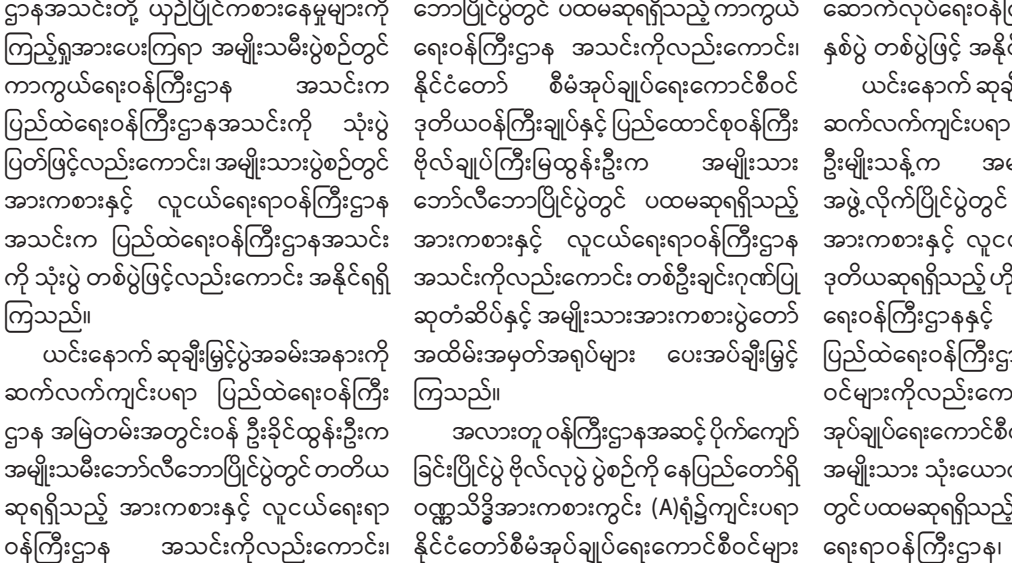 ဌာနအသင်းတို့ ယှဉ်ပြိုင်ကစားနေမှုများကို
ကြည့်ရှုအားပေးကြရာ အမျိုးသမီးပွဲစဉ်တွင်
ကာကွယ်ရေးဝန်ကြီးဌာန အသင်းက
ပြည်ထဲရေးဝန်ကြီးဌာနအသင်းကို သုံးပွဲ
ပြတ်ဖြင့်လည်းကောင်း၊ အမျိုးသားပွဲစဉ်တွင်
အားကစားနှင့် လူငယ်ရေးရာဝန်ကြီးဌာန
အသင်းက ပြည်ထဲရေးဝန်ကြီးဌာနအသင်း
ကို သုံးပွဲ တစ်ပွဲဖြင့်လည်းကောင်း အနိုင်ရရှိ
ကြသည်။
ယင်းနောက် ဆုချီးမြှင့်ပွဲအခမ်းအနားကို
ဆက်လက်ကျင်းပရာ ပြည်ထဲရေးဝန်ကြီး
ဌာန အမြဲတမ်းအတွင်းဝန် ဦးခိုင်ထွန်းဦးက
အမျိုးသမီးဘော်လီဘောပြိုင်ပွဲတွင် တတိယ
ဆုရရှိသည့် အားကစားနှင့် လူငယ်ရေးရာ
ဝန်ကြီးဌာန အသင်းကိုလည်းကောင်း၊
ဘောပြိုင်ပွဲတွင် ပထမဆုရရှိသည့် ကာကွယ်
ရေးဝန်ကြီးဌာန အသင်းကိုလည်းကောင်း၊
နိုင်ငံတော် စီမံအုပ်ချုပ်ရေးကောင်စီဝင်
ဒုတိယဝန်ကြီးချုပ်နှင့် ပြည်ထောင်စုဝန်ကြီး
ဗိုလ်ချုပ်ကြီးမြထွန်းဦးက အမျိုးသား
ဘော်လီဘောပြိုင်ပွဲတွင် ပထမဆုရရှိသည့်
အားကစားနှင့် လူငယ်ရေးရာဝန်ကြီးဌာန
အသင်းကိုလည်းကောင်း တစ်ဦးချင်းဂုဏ်ပြု
ဆုတံဆိပ်နှင့် အမျိုးသားအားကစားပွဲတော်
အထိမ်းအမှတ်အရုပ်များ ပေးအပ်ချီးမြှင့်
ကြသည်။
အလားတူ ဝန်ကြီးဌာနအဆင့် ပိုက်ကျော်
ခြင်းပြိုင်ပွဲ ဗိုလ်လုပွဲ ပွဲစဉ်ကို နေပြည်တော်ရှိ
ဝဏ္ဏသိဒ္ဓိအားကစားကွင်း (A)ရုံ၌ကျင်းပရာ
နိုင်ငံတော်စီမံအုပ်ချုပ်ရေးကောင်စီဝင်များ
ဆောက်လုပ်ရေးဝန်
နှစ်ပွဲ တစ်ပွဲဖြင့်
ယင်းနောက်
ဆက်လက်ကျင်းပရာ
ဦးမျိုးသန့်က
အဖွဲ့လိုက်ပြိုင်ပွဲတွင်
အားကစားနှင့်
ဒုတိယဆုရရှိသည့်
ရေးဝန်ကြီးဌာနနှင့်
ပြည်ထဲရေးဝန်ကြီး
ဝင်များကိုလည်း
အုပ်ချုပ်ရေးကောင်စီ
အမျိုးသား
တွင်ပထမဆုရရှိသည့်
ရေးရာဝန်ကြီးဌာန၊